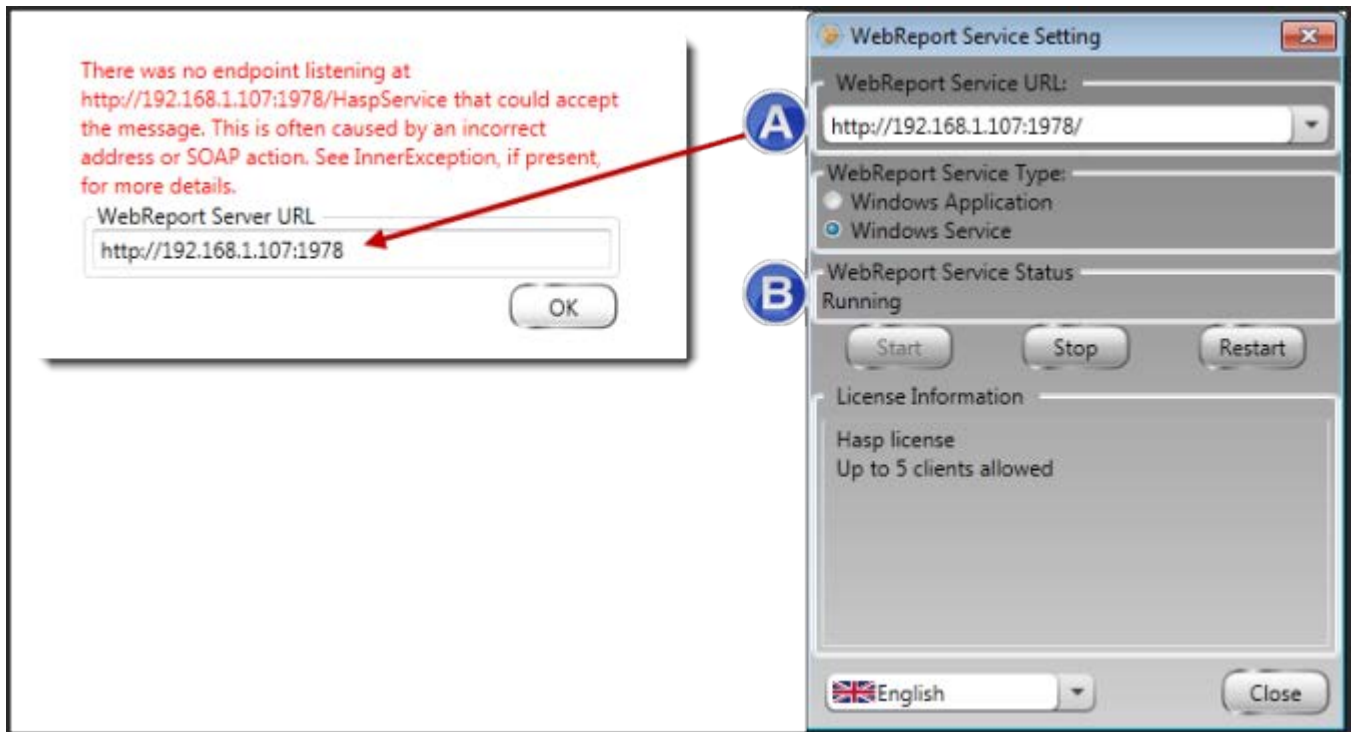 There was no endpoint listening at
http://192.168.1.107:1978/HaspService that could accept
the message. This is often caused by an incorrect
address or SOAP action. See InnerException, if present,
for more details.
WebReport Server URL
http://192.168.1.107:1978
OK
A
B
WebReport Service Setting
WebReport Service URL:
http://192.168.1.107:1978/
WebReport Service Type:
Windows Application
Windows Service
WebReport Service Status
Running
Start Stop Restart
License Information
Hasp license
Up to 5 clients allowed
English
Close